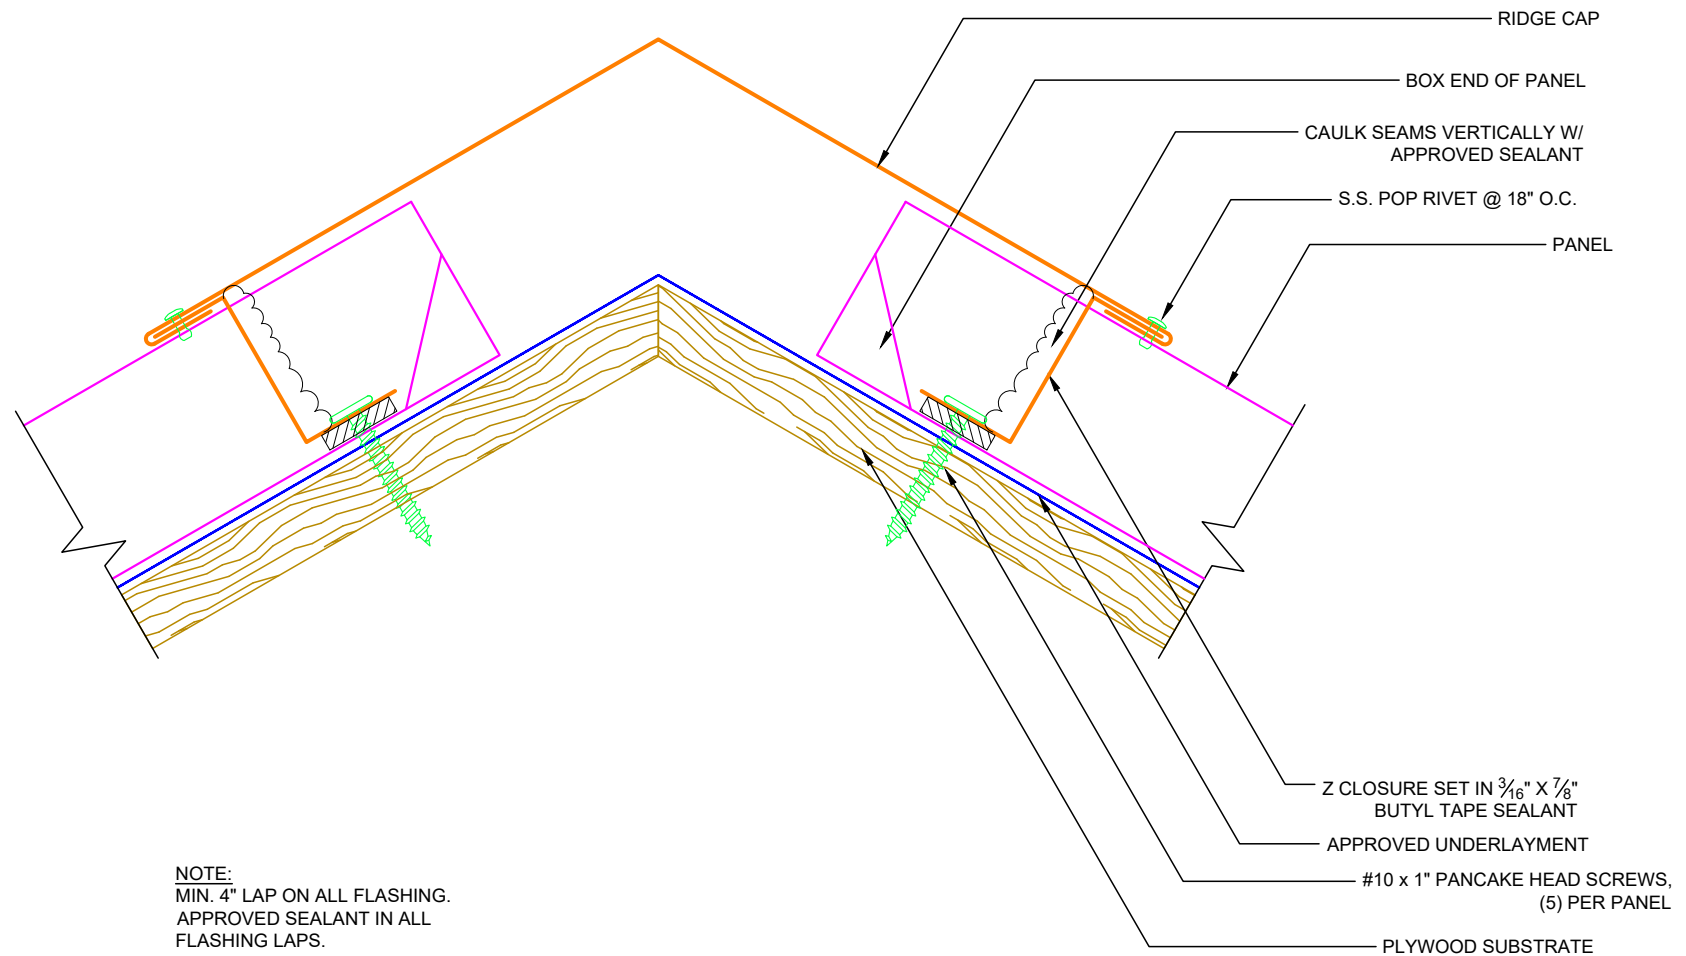 RIDGE CAP
BOX END OF PANEL
CAULK SEAMS VERTICALLY W/
APPROVED SEALANT
S.S. POP RIVET @ 18" O.C.
PANEL
Z CLOSURE SET IN 3/16" X 7/8"
BUTYL TAPE SEALANT
APPROVED UNDERLAYMENT
#10 x 1" PANCAKE HEAD SCREWS,
(5) PER PANEL
PLYWOOD SUBSTRATE
NOTE:
MIN. 4" LAP ON ALL FLASHING.
APPROVED SEALANT IN ALL
FLASHING LAPS.